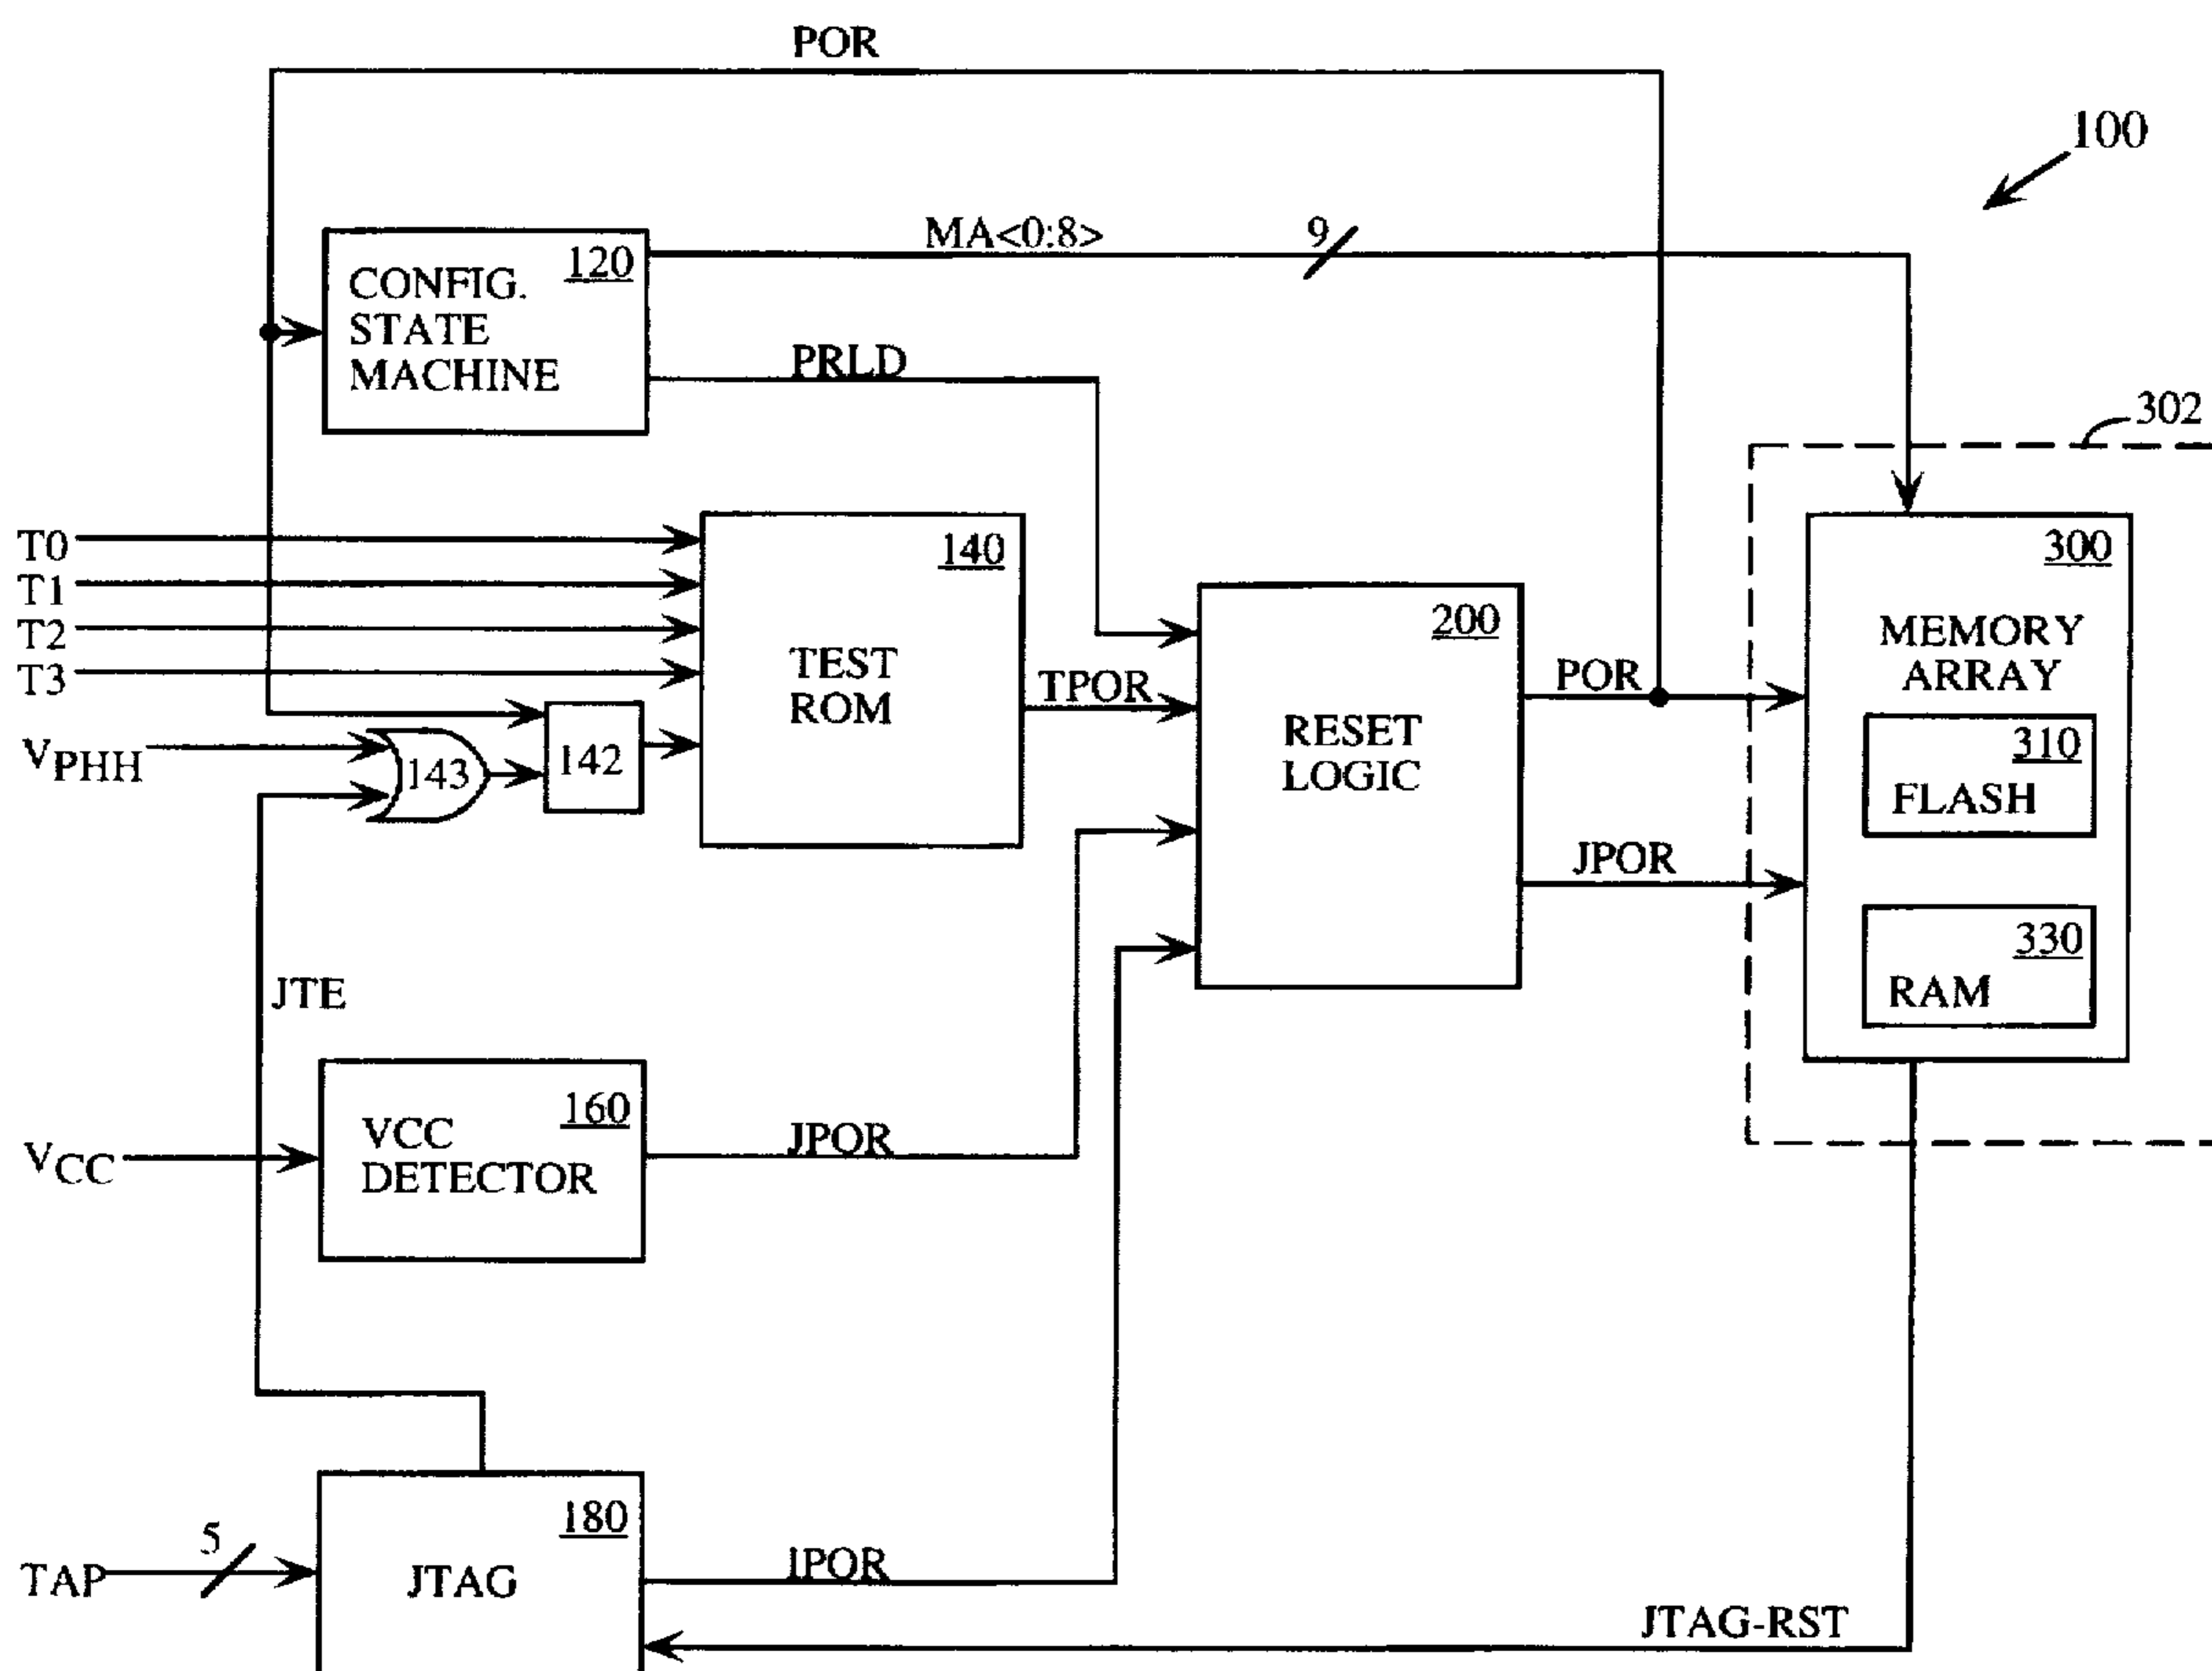 POR
100
MA<0:8>
9
120
CONFIG.
STATE
MACHINE
PRLD
302
T0
T1
T2
T3
140
TEST
ROM
TPOR
200
RESET
LOGIC
POR
JPOR
300
MEMORY
ARRAY
310
FLASH
330
RAM
VPHH
143
142
JTE
VCC
160
VCC
DETECTOR
JPOR
TAP
5
180
JTAG
IPOR
JTAG-RST